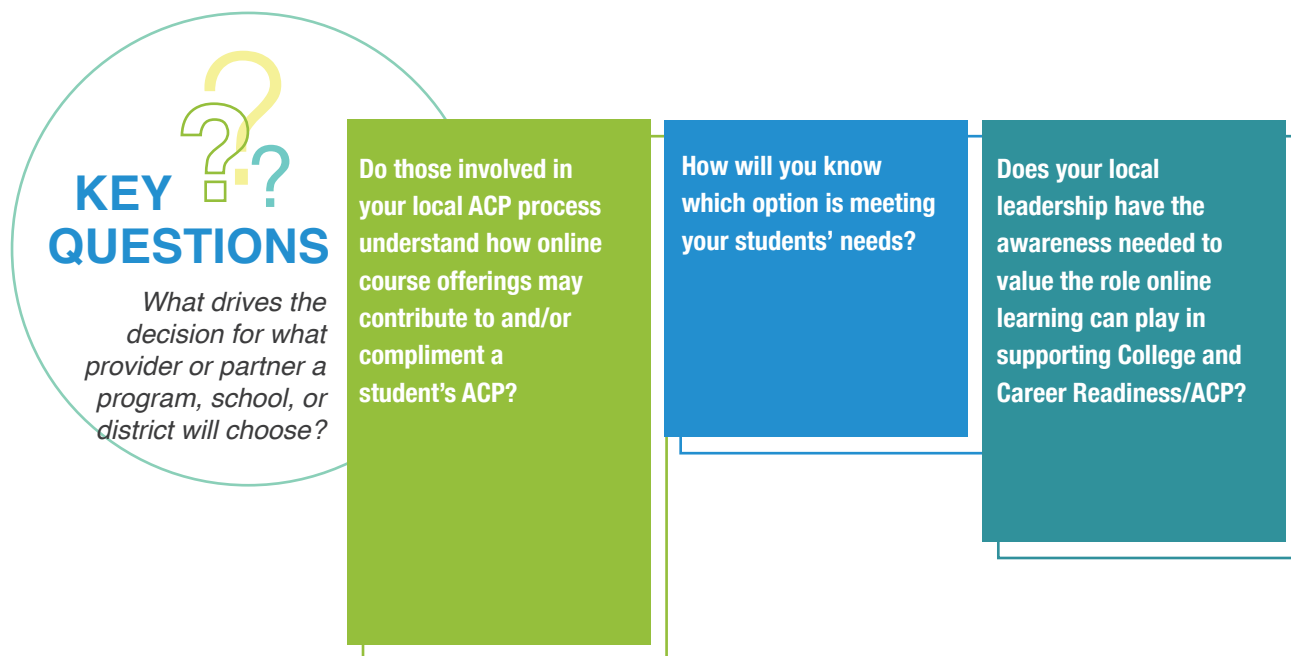 KEY
QUESTIONS
What drives the
decision for what
provider or partner a
program, school, or
district will choose?
Do those involved in
your local ACP process
understand how online
course offerings may
contribute to and/or
compliment a
student’s ACP?
How will you know
which option is meeting
your students’ needs?
Does your local
leadership have the
awareness needed to
value the role online
learning can play in
supporting College and
Career Readiness/ACP?